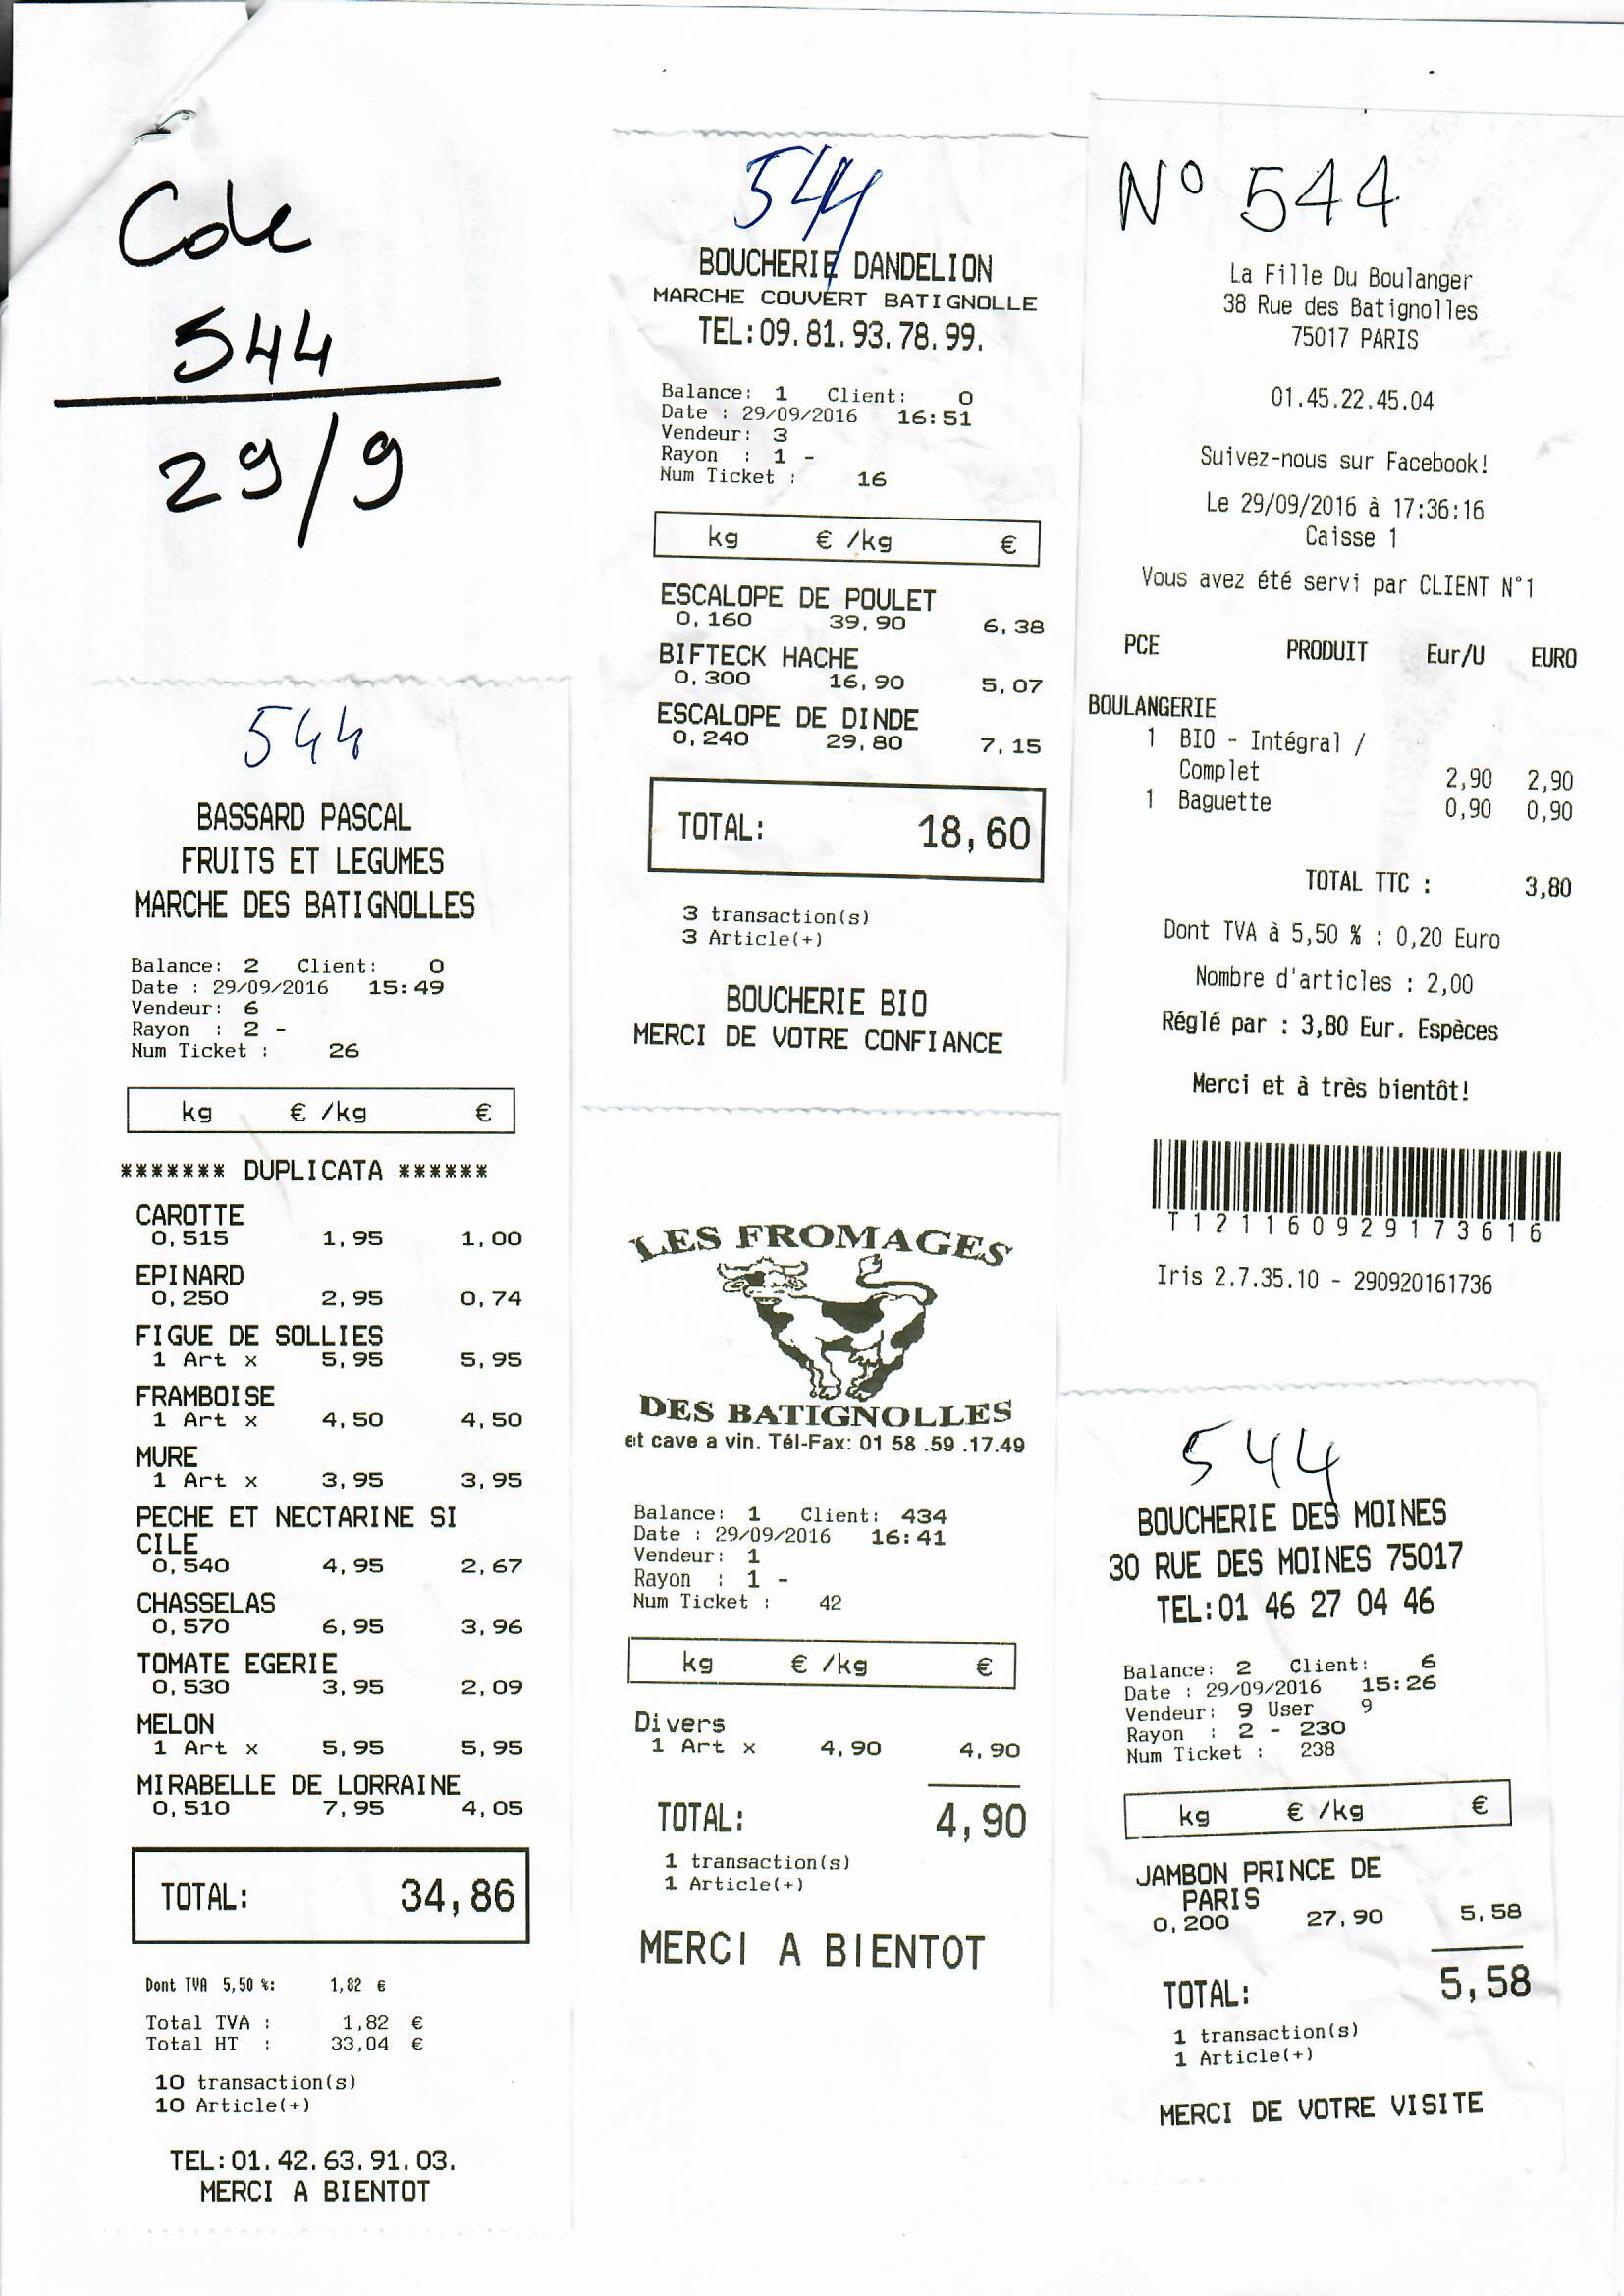 Cde
544
29/9
544
BASSARD PASCAL
FRUITS ET LEGUMES
MARCHE DES BATIGNOLLES
Balance: 2 Client: 0
Date : 29/09/2016 15:49
Vendeur: 6
Rayon : 2 -
Num Ticket : 26
kg € /kg €
******* DUPLICATA ******
CAROTTE
0,515 1,95 1,00
EPINARD
0,250 2,95 0,74
FIGUE DE SOLLIES
1 Art x 5,95 5,95
FRAMBOISE
1 Art x 4,50 4,50
MURE
1 Art x 3,95 3,95
PECHE ET NECTARINE SI
CILE
0,540 4,95 2,67
CHASSELAS
0,570 6,95 3,96
TOMATE EGERIE
0,530 3,95 2,09
MELON
1 Art x 5,95 5,95
MIRABELLE DE LORRAINE
0,510 7,95 4,05
TOTAL: 34,86
Dont TVA 5,50 %: 1,82 €
Total TVA : 1,82 €
Total HT : 33,04 €
10 transaction(s)
10 Article(+)
TEL:01.42.63.91.03.
MERCI A BIENTOT
544
BOUCHERIE DANDELION
MARCHE COUVERT BATIGNOLLE
TEL:09.81.93.78.99.
Balance: 1 Client: 0
Date : 29/09/2016 16:51
Vendeur: 3
Rayon : 1 -
Num Ticket : 16
kg € /kg €
ESCALOPE DE POULET
0,160 39,90 6,38
BIFTECK HACHE
0,300 16,90 5,07
ESCALOPE DE DINDE
0,240 29,80 7,15
TOTAL: 18,60
3 transaction(s)
3 Article(+)
BOUCHERIE BIO
MERCI DE VOTRE CONFIANCE
LES FROMAGES
DES BATIGNOLLES
et cave a vin. Tél-Fax: 01 58 .59 .17.49
Balance: 1 Client: 434
Date : 29/09/2016 16:41
Vendeur: 1
Rayon : 1 -
Num Ticket : 42
kg € /kg €
Divers
1 Art x 4,90 4,90
TOTAL: 4,90
1 transaction(s)
1 Article(+)
MERCI A BIENTOT
N° 544
La Fille Du Boulanger
38 Rue des Batignolles
75017 PARIS
01.45.22.45.04
Suivez-nous sur Facebook!
Le 29/09/2016 à 17:36:16
Caisse 1
Vous avez été servi par CLIENT N°1
PCE PRODUIT Eur/U EURO
BOULANGERIE
1 BIO - Intégral /
Complet 2,90 2,90
1 Baguette 0,90 0,90
TOTAL TTC : 3,80
Dont TVA à 5,50 % : 0,20 Euro
Nombre d'articles : 2,00
Réglé par : 3,80 Eur. Espèces
Merci et à très bientôt!
T121160929173616
Iris 2.7.35.10 - 290920161736
544
BOUCHERIE DES MOINES
30 RUE DES MOINES 75017
TEL:01 46 27 04 46
Balance: 2 Client: 6
Date : 29/09/2016 15:26
Vendeur: 9 User 9
Rayon : 2 - 230
Num Ticket : 238
kg € /kg €
JAMBON PRINCE DE
PARIS
0,200 27,90 5,58
TOTAL: 5,58
1 transaction(s)
1 Article(+)
MERCI DE VOTRE VISITE